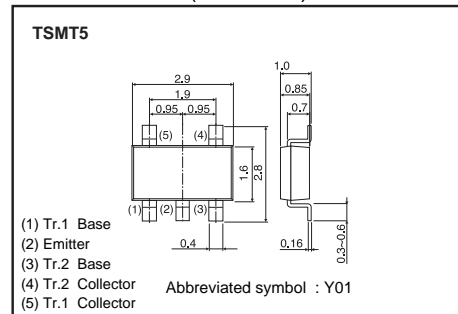 TSMT5
2.9
1.9
0.95 0.95
1.0
0.85
0.7
(5) (4)
1.6
2.8
(1) (2) (3)
0.4
0.16
0.3~0.6
(1) Tr.1 Base
(2) Emitter
(3) Tr.2 Base
(4) Tr.2 Collector
(5) Tr.1 Collector
Abbreviated symbol : Y01